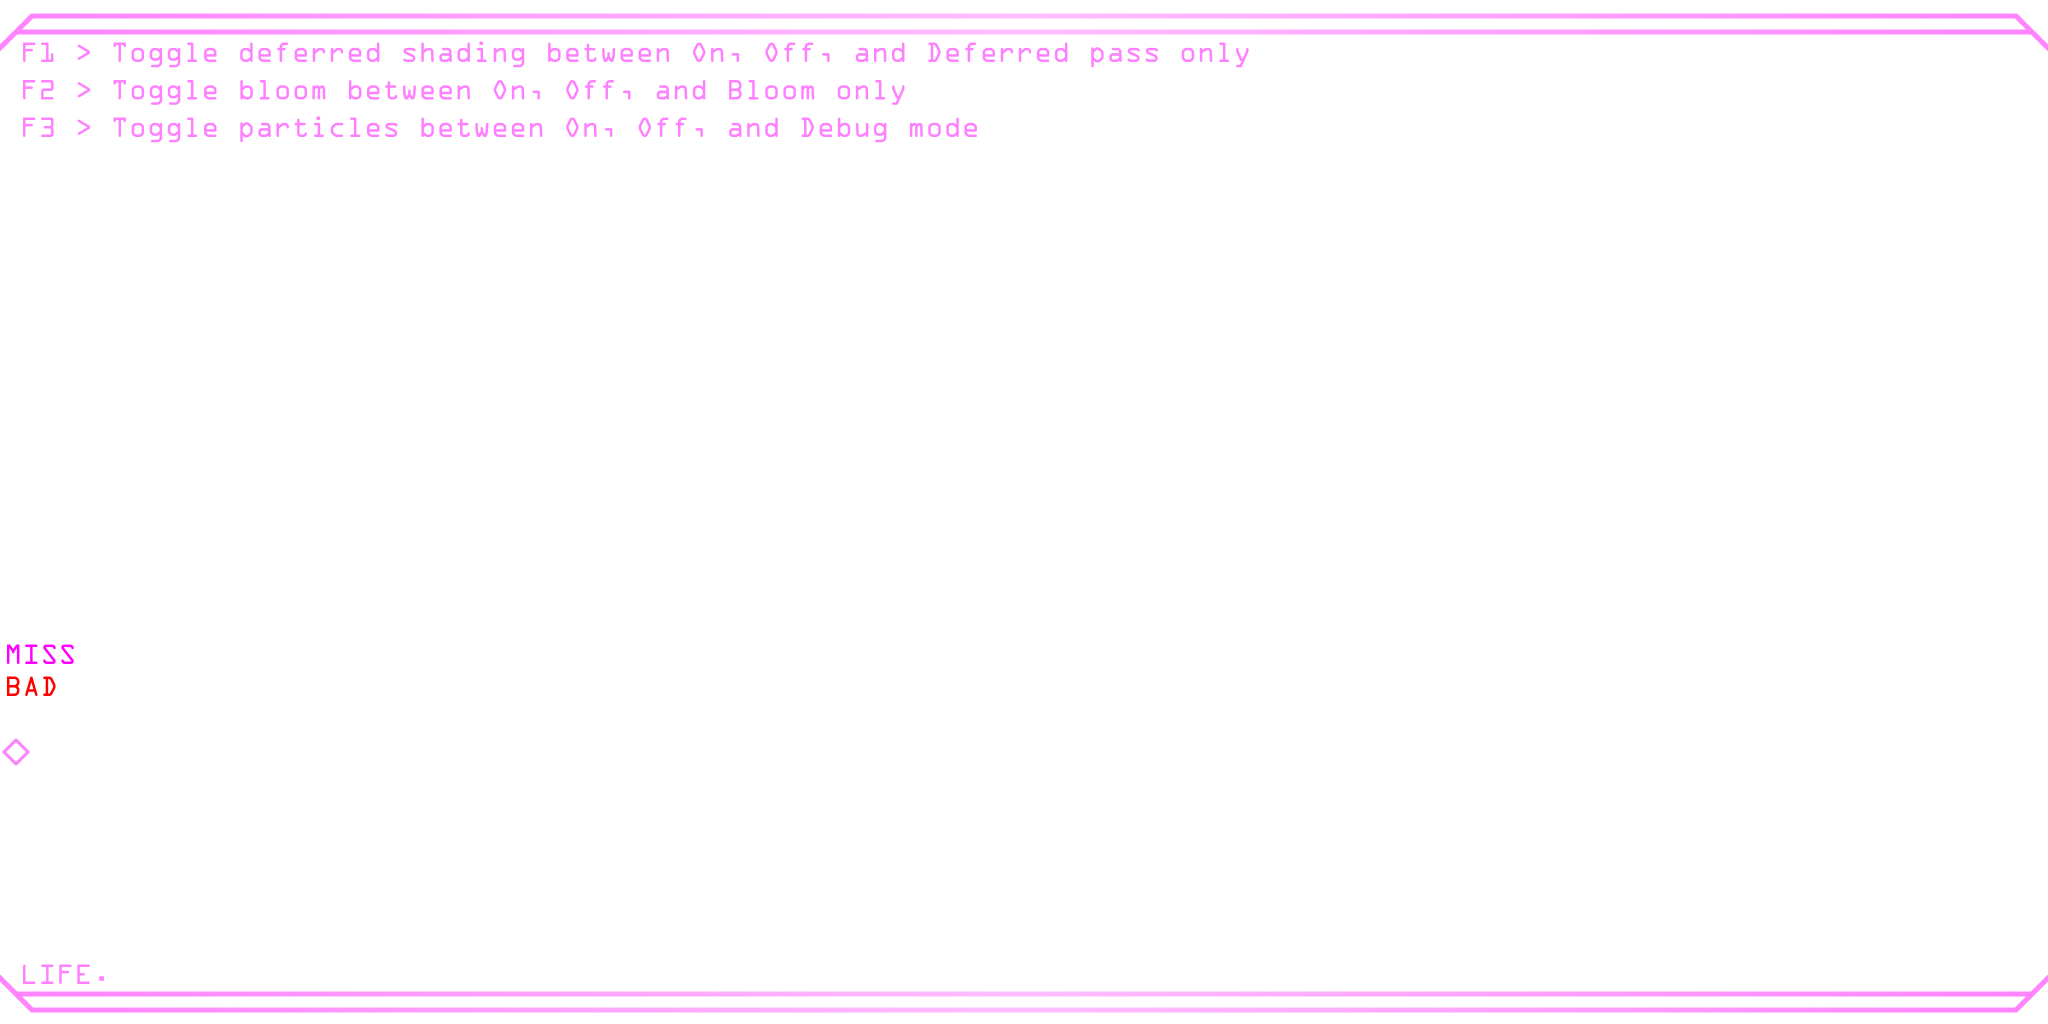 F1 > Toggle deferred shading between On, Off, and Deferred pass only
F2 > Toggle bloom between On, Off, and Bloom only
F3 > Toggle particles between On, Off, and Debug mode
MISS
BAD
LIFE.